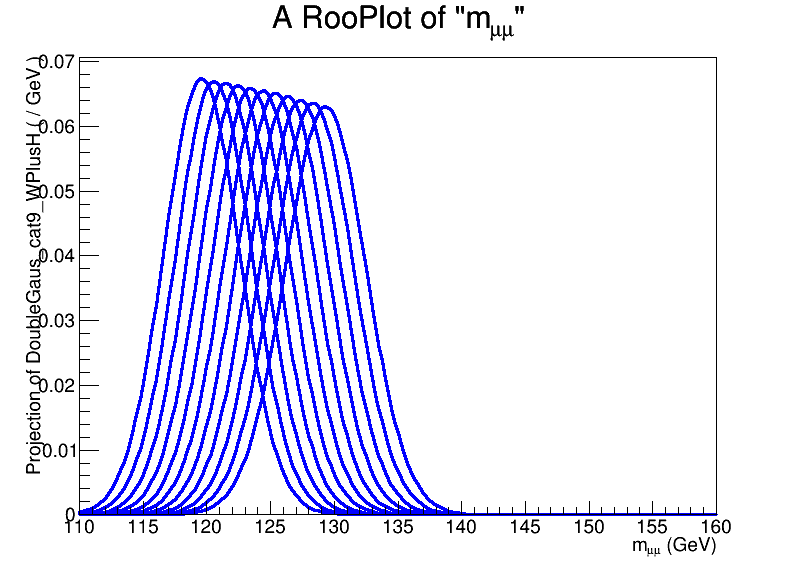 A RooPlot of "mμμ"
Projection of DoubleGaus_cat9_WPlusH ( / GeV )
0.07
0.06
0.05
0.04
0.03
0.02
0.01
0
110 115 120 125 130 135 140 145 150 155 160
mμμ (GeV)